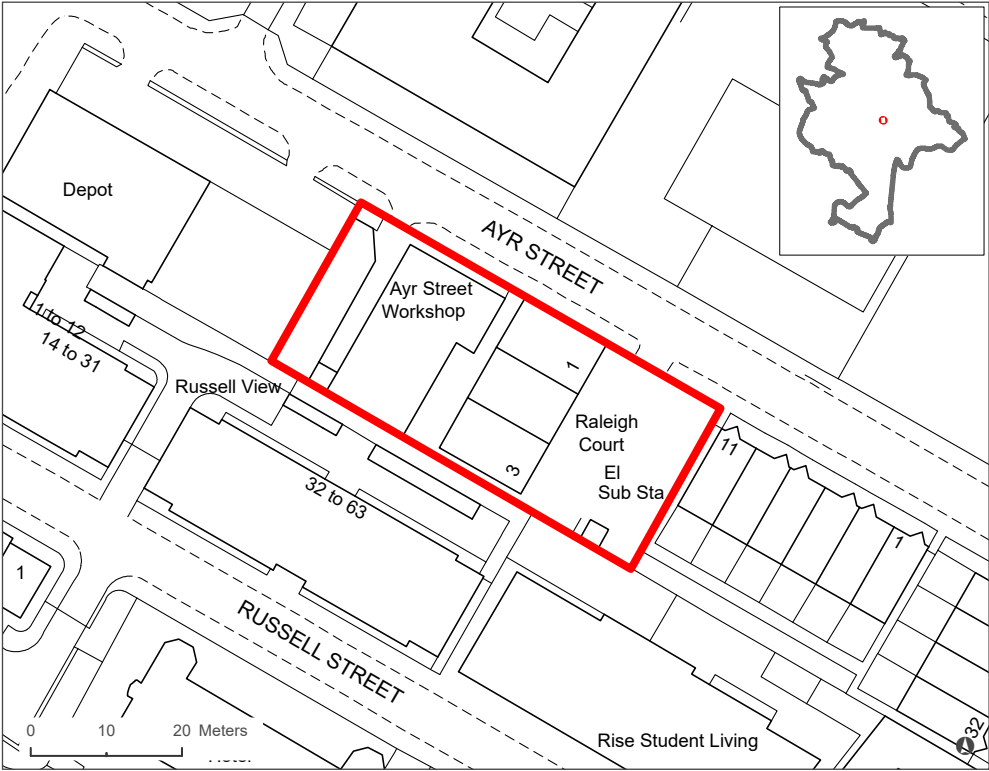 Depot
AYR STREET
Ayr Street
Workshop
1 to 12
14 to 31
Russell View
1
Raleigh
Court
El
Sub Sta
3
11
1
32 to 63
1
RUSSELL STREET
32
Rise Student Living
0 10 20 Meters